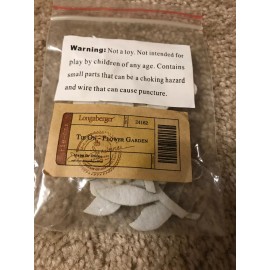 Warning: Not a toy. Not intended for
play by children of any age. Contains
small parts that can be a choking hazard
and wire that can cause puncture.
Longaberger
Tie On - Flower Garden